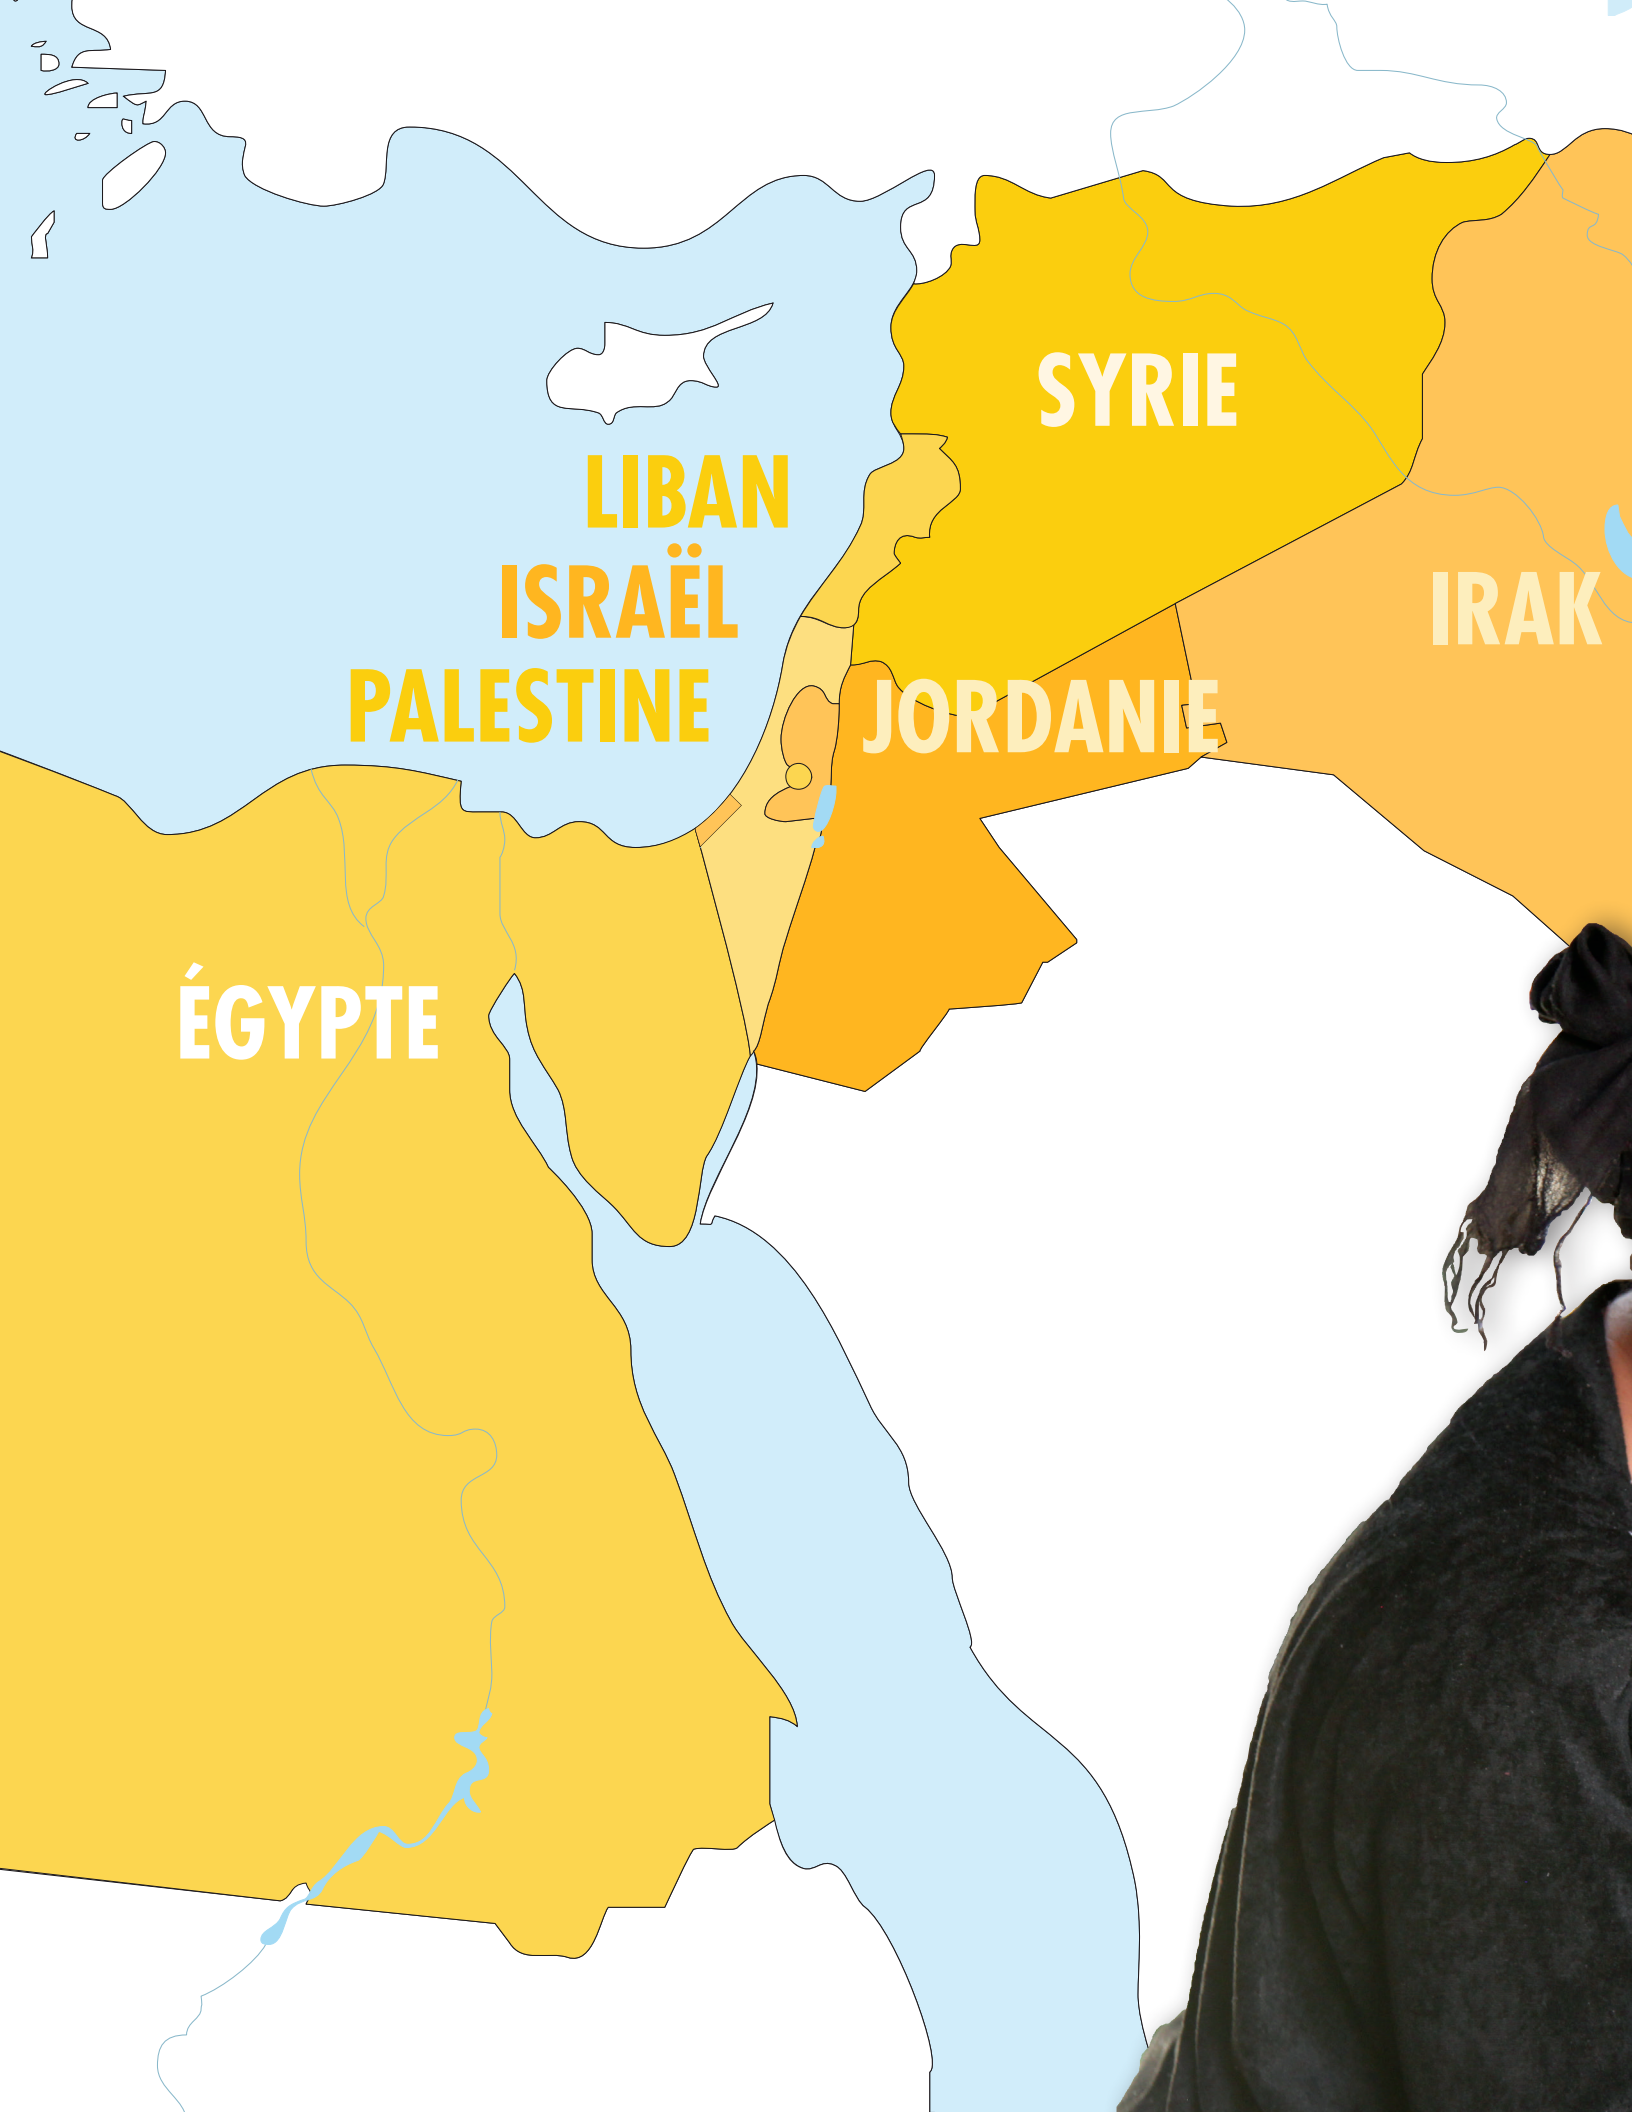 SYRIE
LIBAN
ISRAËL
IRAK
PALESTINE
JORDANIE
ÉGYPTE